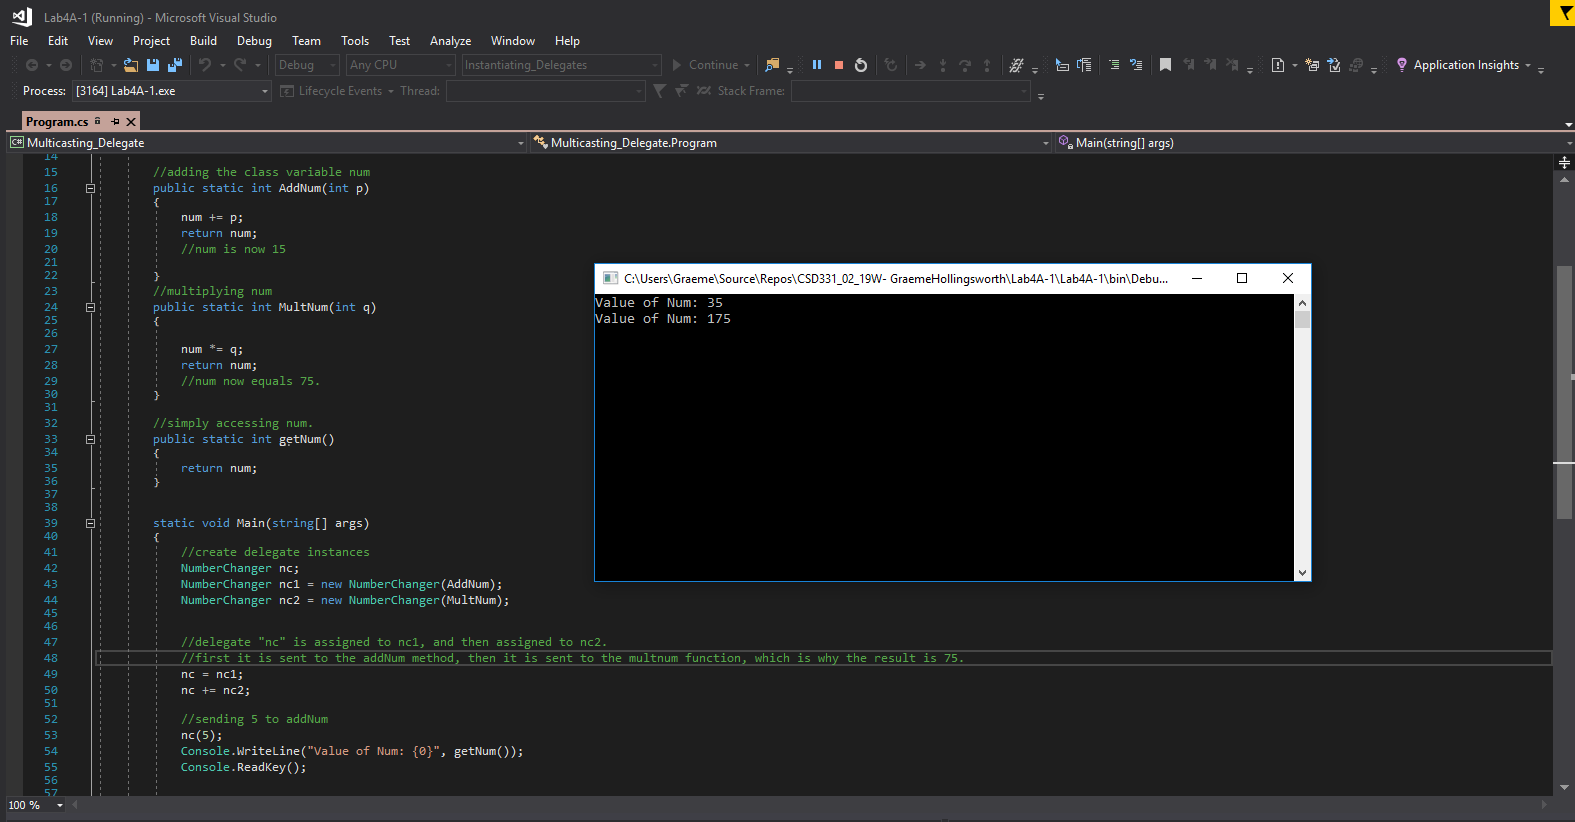 Lab4A-1 (Running) - Microsoft Visual Studio
File Edit View Project Build Debug Team Tools Test Analyze Window Help
Debug Any CPU Instantiating_Delegates Continue Application Insights
Process: [3164] Lab4A-1.exe Lifecycle Events Thread: Stack Frame:
Program.cs
C# Multicasting_Delegate Multicasting_Delegate.Program Main(string[] args)
14
15 //adding the class variable num
16 public static int AddNum(int p)
17 {
18 num += p;
19 return num;
20 //num is now 15
21
22 }
23 //multiplying num
24 public static int MultNum(int q)
25 {
26
27 num *= q;
28 return num;
29 //num now equals 75.
30 }
31
32 //simply accessing num.
33 public static int getNum()
34 {
35 return num;
36 }
37
38
39 static void Main(string[] args)
40 {
41 //create delegate instances
42 NumberChanger nc;
43 NumberChanger nc1 = new NumberChanger(AddNum);
44 NumberChanger nc2 = new NumberChanger(MultNum);
45
46
47 //delegate "nc" is assigned to nc1, and then assigned to nc2.
48 //first it is sent to the addNum method, then it is sent to the multnum function, which is why the result is 75.
49 nc = nc1;
50 nc += nc2;
51
52 //sending 5 to addNum
53 nc(5);
54 Console.WriteLine("Value of Num: {0}", getNum());
55 Console.ReadKey();
56
57
100 %
C:\Users\Graeme\Source\Repos\CSD331_02_19W- GraemeHollingsworth\Lab4A-1\Lab4A-1\bin\Debu...
Value of Num: 35
Value of Num: 175